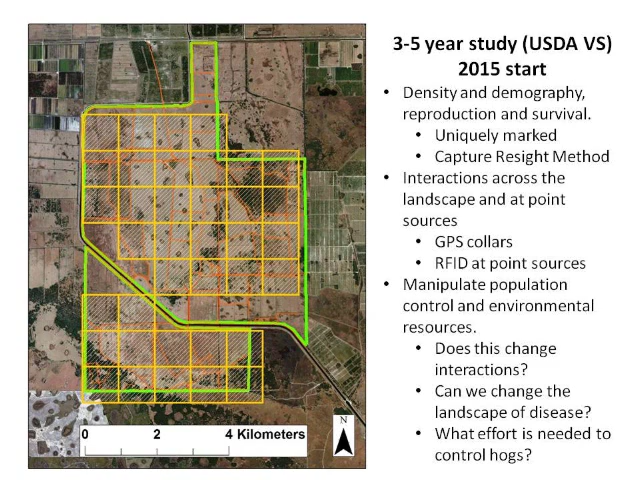 3-5 year study (USDA VS)
2015 start
• Density and demography,
reproduction and survival.
• Uniquely marked
• Capture Resight Method
• Interactions across the
landscape and at point
sources
• GPS collars
• RFID at point sources
• Manipulate population
control and environmental
resources.
• Does this change
interactions?
• Can we change the
landscape of disease?
• What effort is needed to
control hogs?
N
0 2 4 Kilometers